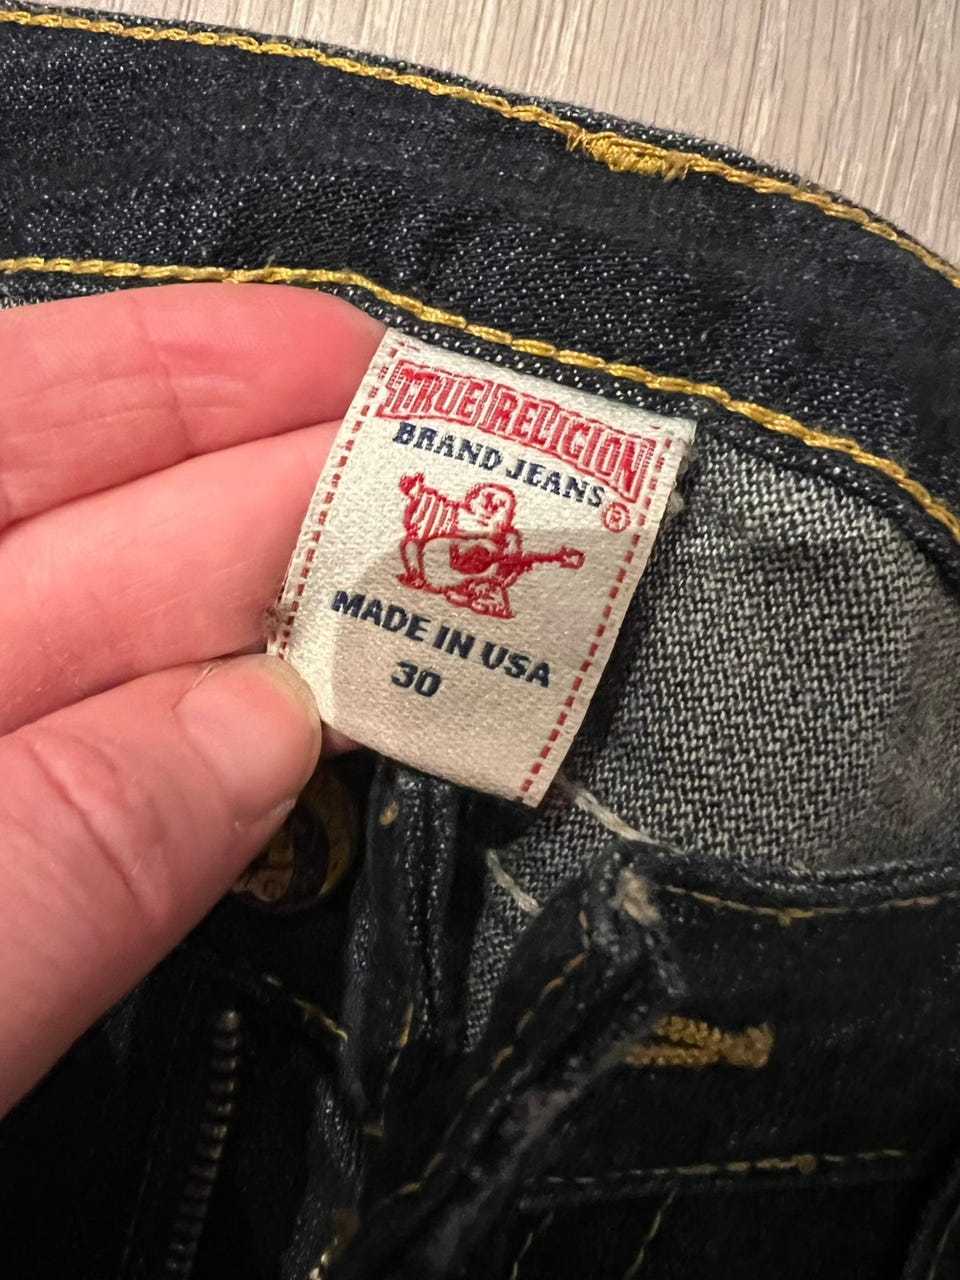 TRUE RELIGION
BRAND JEANS®
MADE IN USA
30